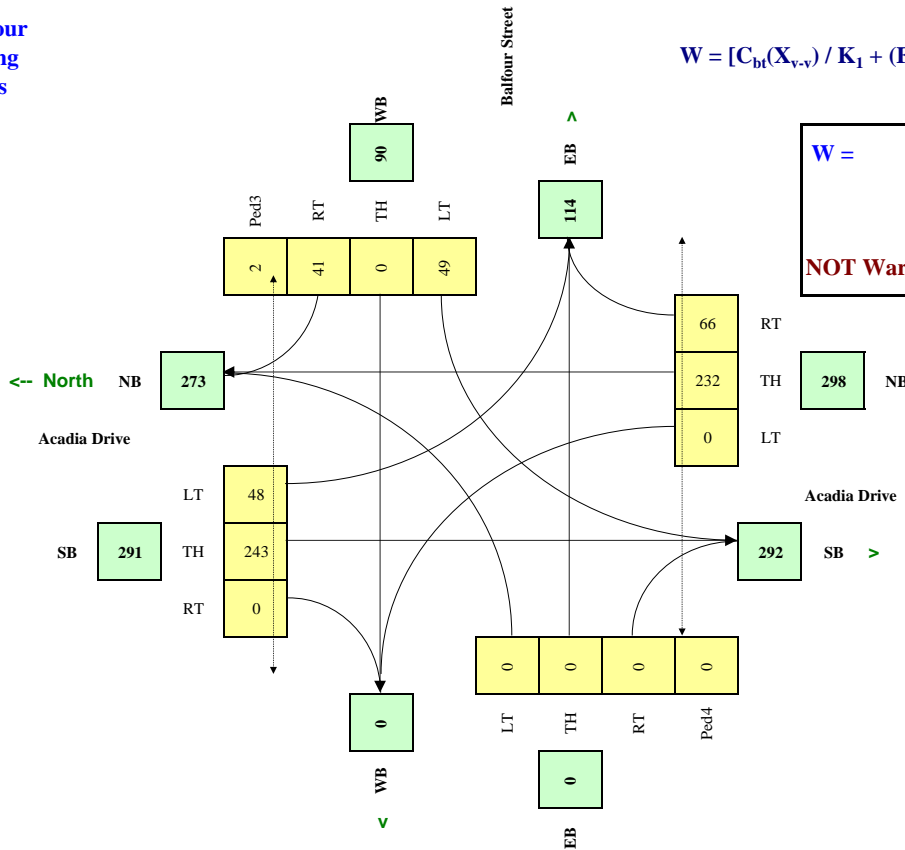 our
ng
s
Balfour Street
W = [C_bt(X_v-v) / K_1 + (F
WB
^
90
EB
W =
Ped3
RT
TH
LT
114
2
41
0
49
NOT War
66
RT
<-- North
NB
273
232
TH
298
NB
Acadia Drive
0
LT
LT
48
Acadia Drive
SB
291
TH
243
292
SB
>
RT
0
0
0
0
0
0
LT
TH
RT
Ped4
WB
0
v
EB